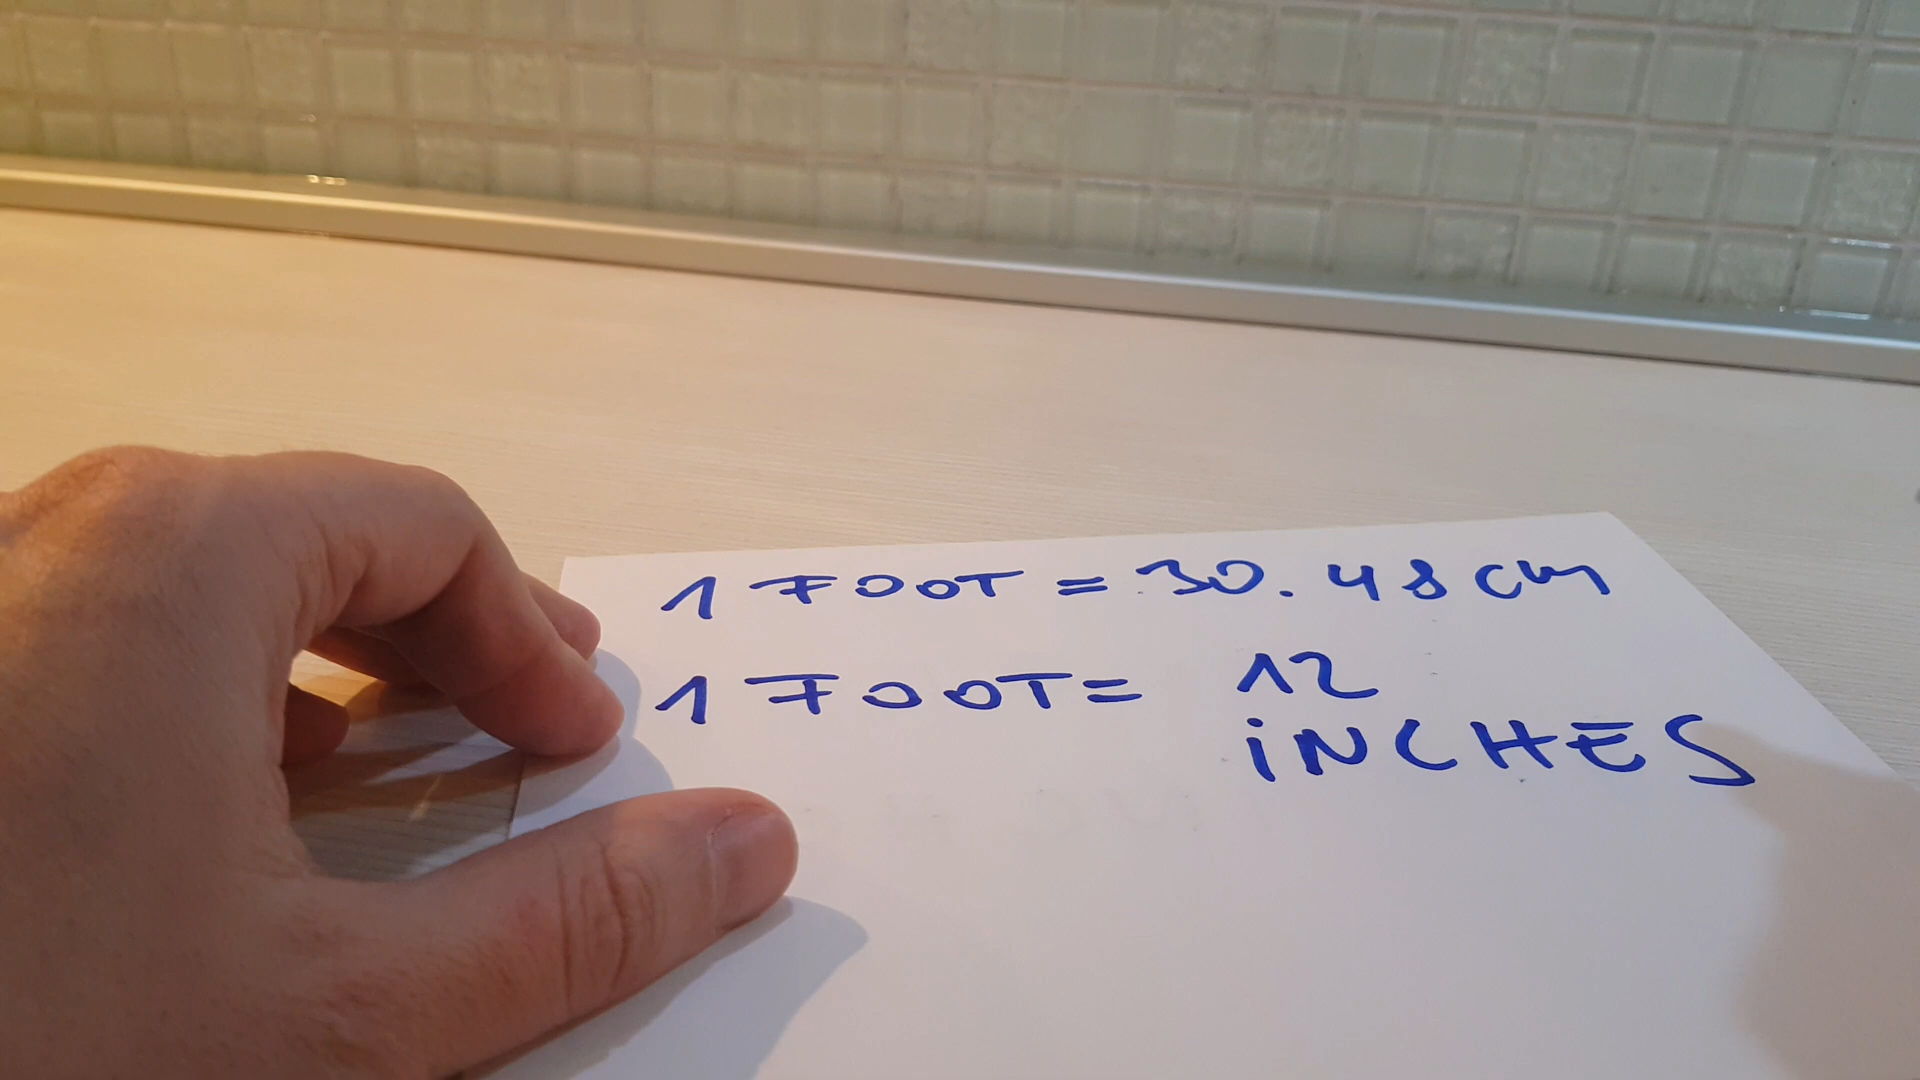 1 FOOT = 30.48 cm
1 FOOT = 12
iNCHES